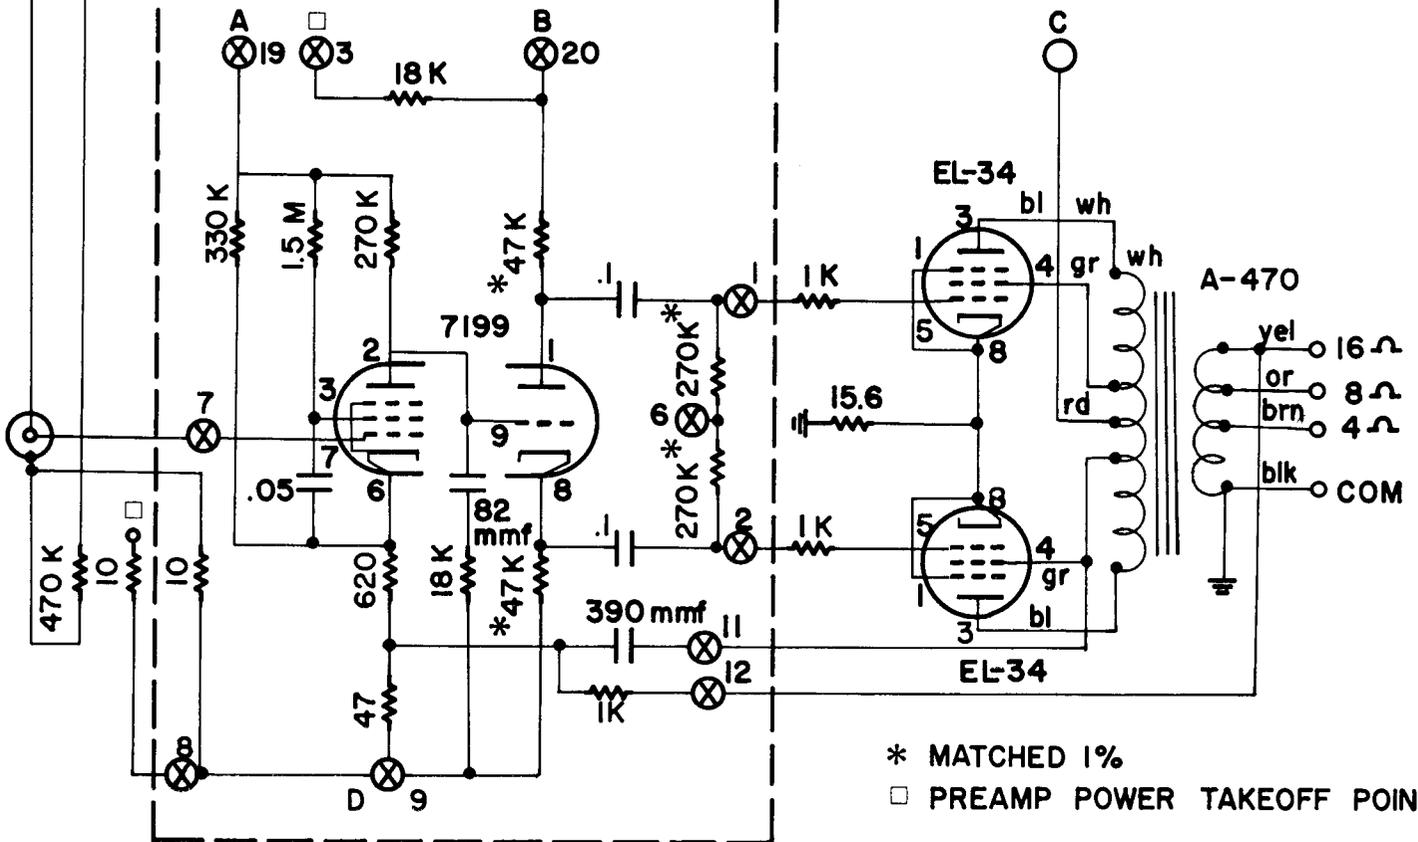 A
B
C
19
3
20
18 K
330 K
1.5 M
270 K
47 K
*
EL-34
3
bl
wh
1
4
gr
wh
5
8
A-470
.1
1
1 K
*
270K
7199
2
1
3
7
9
7
6
8
.05
82
mmf
6
*
270K
15.6
rd
yel
16 Ω
or
8 Ω
brn
4 Ω
blk
COM
.1
2
1 K
8
5
4
gr
1
3
bl
EL-34
470 K
10
10
620
18 K
47 K
*
390 mmf
11
12
1K
47
8
D
9
* MATCHED 1%
□ PREAMP POWER TAKEOFF POIN